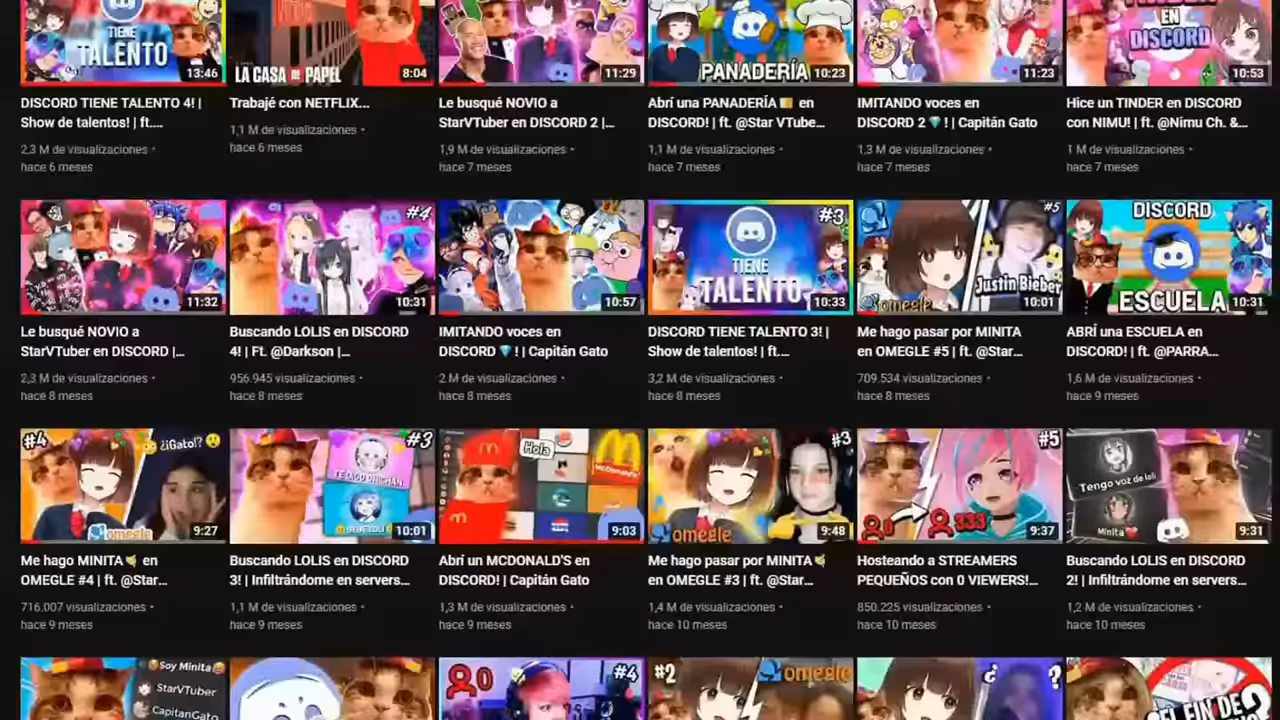 TIENE
TALENTO
13:46
LA CASA DE PAPEL
8:04
11:29
PANADERÍA
10:23
11:23
EN
DISCORD
10:53
DISCORD TIENE TALENTO 4! |
Show de talentos! | ft....
2,3 M de visualizaciones •
hace 6 meses
Trabajé con NETFLIX...
1,1 M de visualizaciones •
hace 6 meses
Le busqué NOVIO a
StarVTuber en DISCORD 2 |...
1,9 M de visualizaciones •
hace 7 meses
Abrí una PANADERÍA🍞 en
DISCORD! | ft. @Star VTube...
1,1 M de visualizaciones •
hace 7 meses
IMITANDO voces en
DISCORD 2💎! | Capitán Gato
1,3 M de visualizaciones •
hace 7 meses
Hice un TINDER en DISCORD
con NIMU! | ft. @Nimu Ch. &...
1 M de visualizaciones •
hace 7 meses
11:32
#4
10:31
10:57
#3
TIENE
TALENTO
10:33
#5
Justin Bieber
omegle
10:01
DISCORD
ESCUELA
10:31
Le busqué NOVIO a
StarVTuber en DISCORD |...
2,3 M de visualizaciones •
hace 8 meses
Buscando LOLIS en DISCORD
4! | Ft. @Darkson |...
956.945 visualizaciones •
hace 8 meses
IMITANDO voces en
DISCORD 💎! | Capitán Gato
2 M de visualizaciones •
hace 8 meses
DISCORD TIENE TALENTO 3! |
Show de talentos! | ft....
3,2 M de visualizaciones •
hace 8 meses
Me hago pasar por MINITA
en OMEGLE #5 | ft. @Star...
709.534 visualizaciones •
hace 8 meses
ABRÍ una ESCUELA en
DISCORD! | ft. @PARRA...
1,6 M de visualizaciones •
hace 9 meses
#4
¿¡Gato!?
omegle
9:27
#3
TE DIGO ONICHAN
10:01
Hola
McDonald's
pepsi
9:03
#3
omegle
9:48
#5
0
333
9:37
Tengo voz de loli
Minita
9:31
Me hago MINITA en
OMEGLE #4 | ft. @Star...
716.007 visualizaciones •
hace 9 meses
Buscando LOLIS en DISCORD
3! | Infiltrándome en servers...
1,1 M de visualizaciones •
hace 9 meses
Abrí un MCDONALD'S en
DISCORD! | Capitán Gato
1,3 M de visualizaciones •
hace 9 meses
Me hago pasar por MINITA
en OMEGLE #3 | ft. @Star...
1,4 M de visualizaciones •
hace 10 meses
Hosteando a STREAMERS
PEQUEÑOS con 0 VIEWERS!...
850.225 visualizaciones •
hace 10 meses
Buscando LOLIS en DISCORD
2! | Infiltrándome en servers...
1,2 M de visualizaciones •
hace 10 meses
Soy Minita
StarVTuber
CapitanGato
0
#4
#2
omegle
¿ ?
EL FIN DE